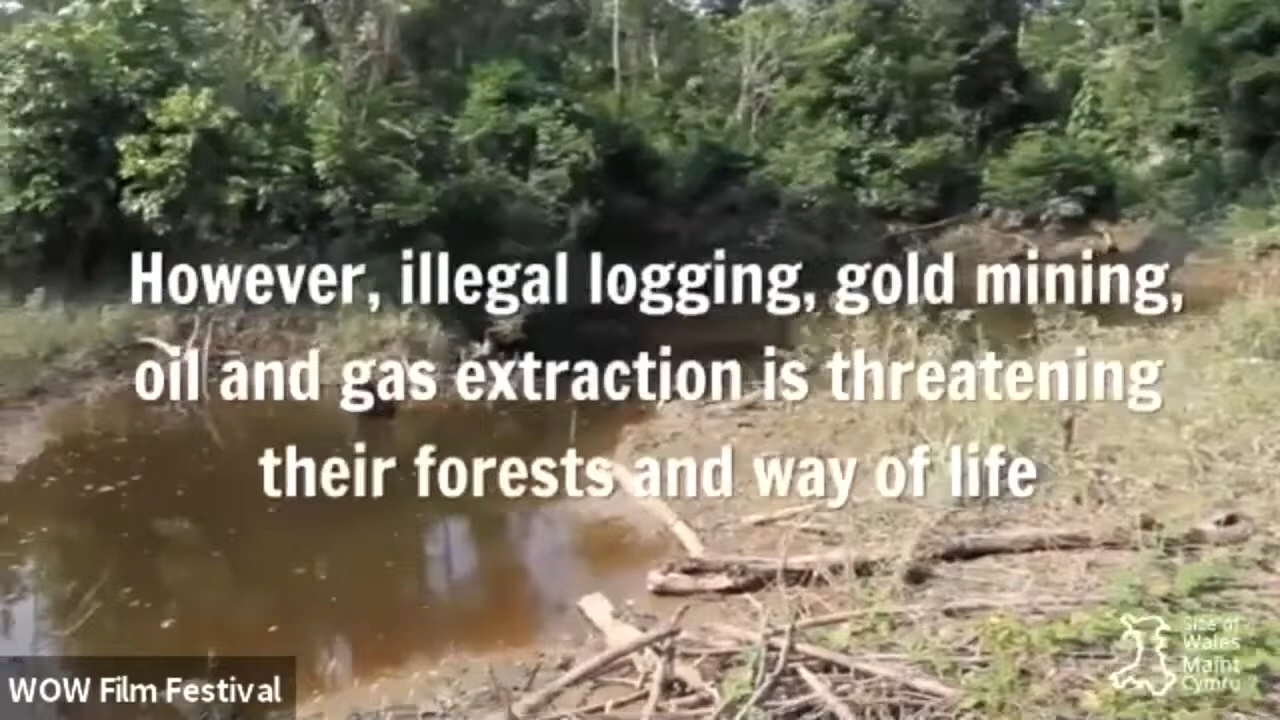 However, illegal logging, gold mining,
oil and gas extraction is threatening
their forests and way of life
Size of
Wales
Maint
Cymru
WOW Film Festival